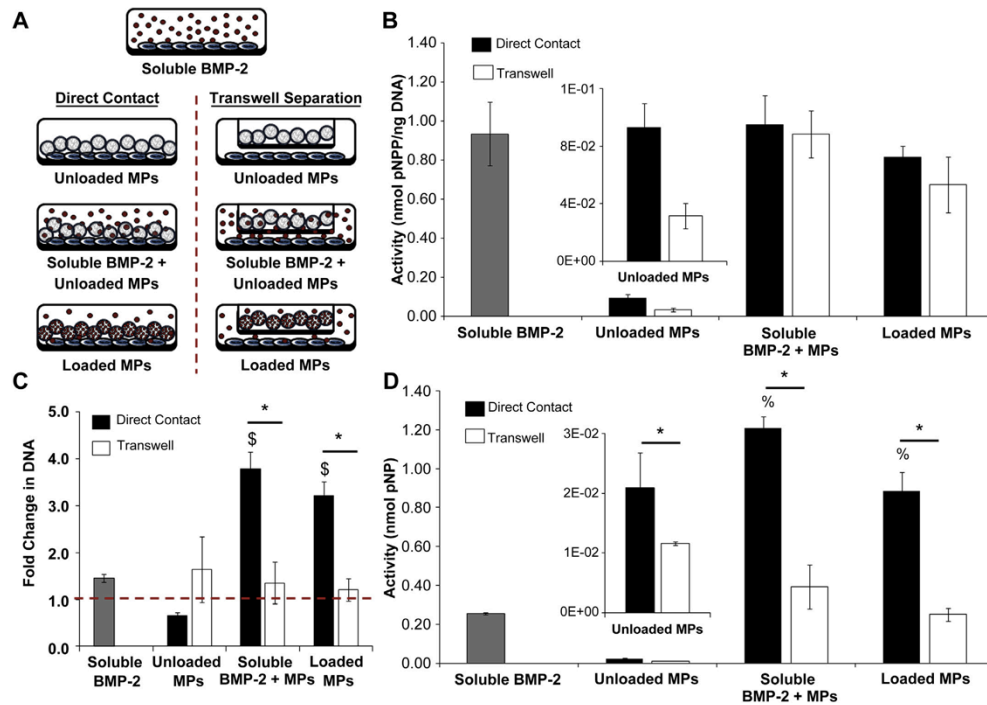 A
Soluble BMP-2
Direct Contact
Transwell Separation
Unloaded MPs
Unloaded MPs
Soluble BMP-2 +
Unloaded MPs
Soluble BMP-2 +
Unloaded MPs
Loaded MPs
Loaded MPs
B
Activity (nmol pNPP/ng DNA)
1.40
1.20
1.00
0.80
0.60
0.40
0.20
0.00
Direct Contact
Transwell
1E-01
8E-02
4E-02
0E+00
Unloaded MPs
Soluble BMP-2
Unloaded MPs
Soluble
BMP-2 + MPs
Loaded MPs
C
Fold Change in DNA
5.0
4.0
3.0
2.0
1.0
0.0
Direct Contact
Transwell
*
$
*
$
Soluble
BMP-2
Unloaded
MPs
Soluble
BMP-2 + MPs
Loaded
MPs
D
Activity (nmol pNP)
1.40
1.20
1.00
0.80
0.60
0.40
0.20
0.00
Direct Contact
Transwell
3E-02
2E-02
1E-02
0E+00
*
Unloaded MPs
*
%
*
%
Soluble BMP-2
Unloaded MPs
Soluble
BMP-2 + MPs
Loaded MPs